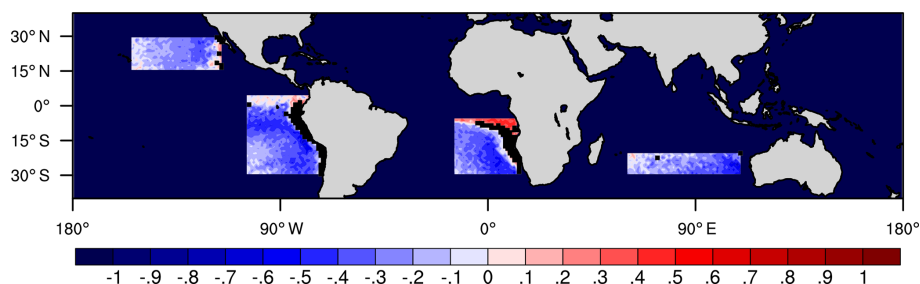 30° N
15° N
0°
15° S
30° S
180° 90° W 0° 90° E 180°
-1 -.9 -.8 -.7 -.6 -.5 -.4 -.3 -.2 -.1 0 .1 .2 .3 .4 .5 .6 .7 .8 .9 1